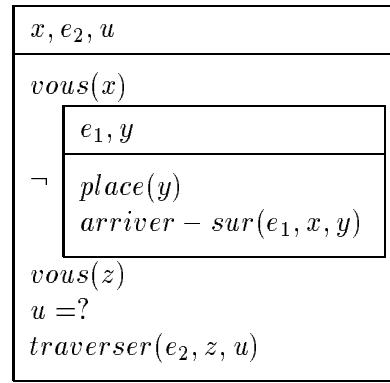 x, e₂, u
vous(x)
e₁, y
¬
place(y)
arriver − sur(e₁, x, y)
vous(z)
u =?
traverser(e₂, z, u)